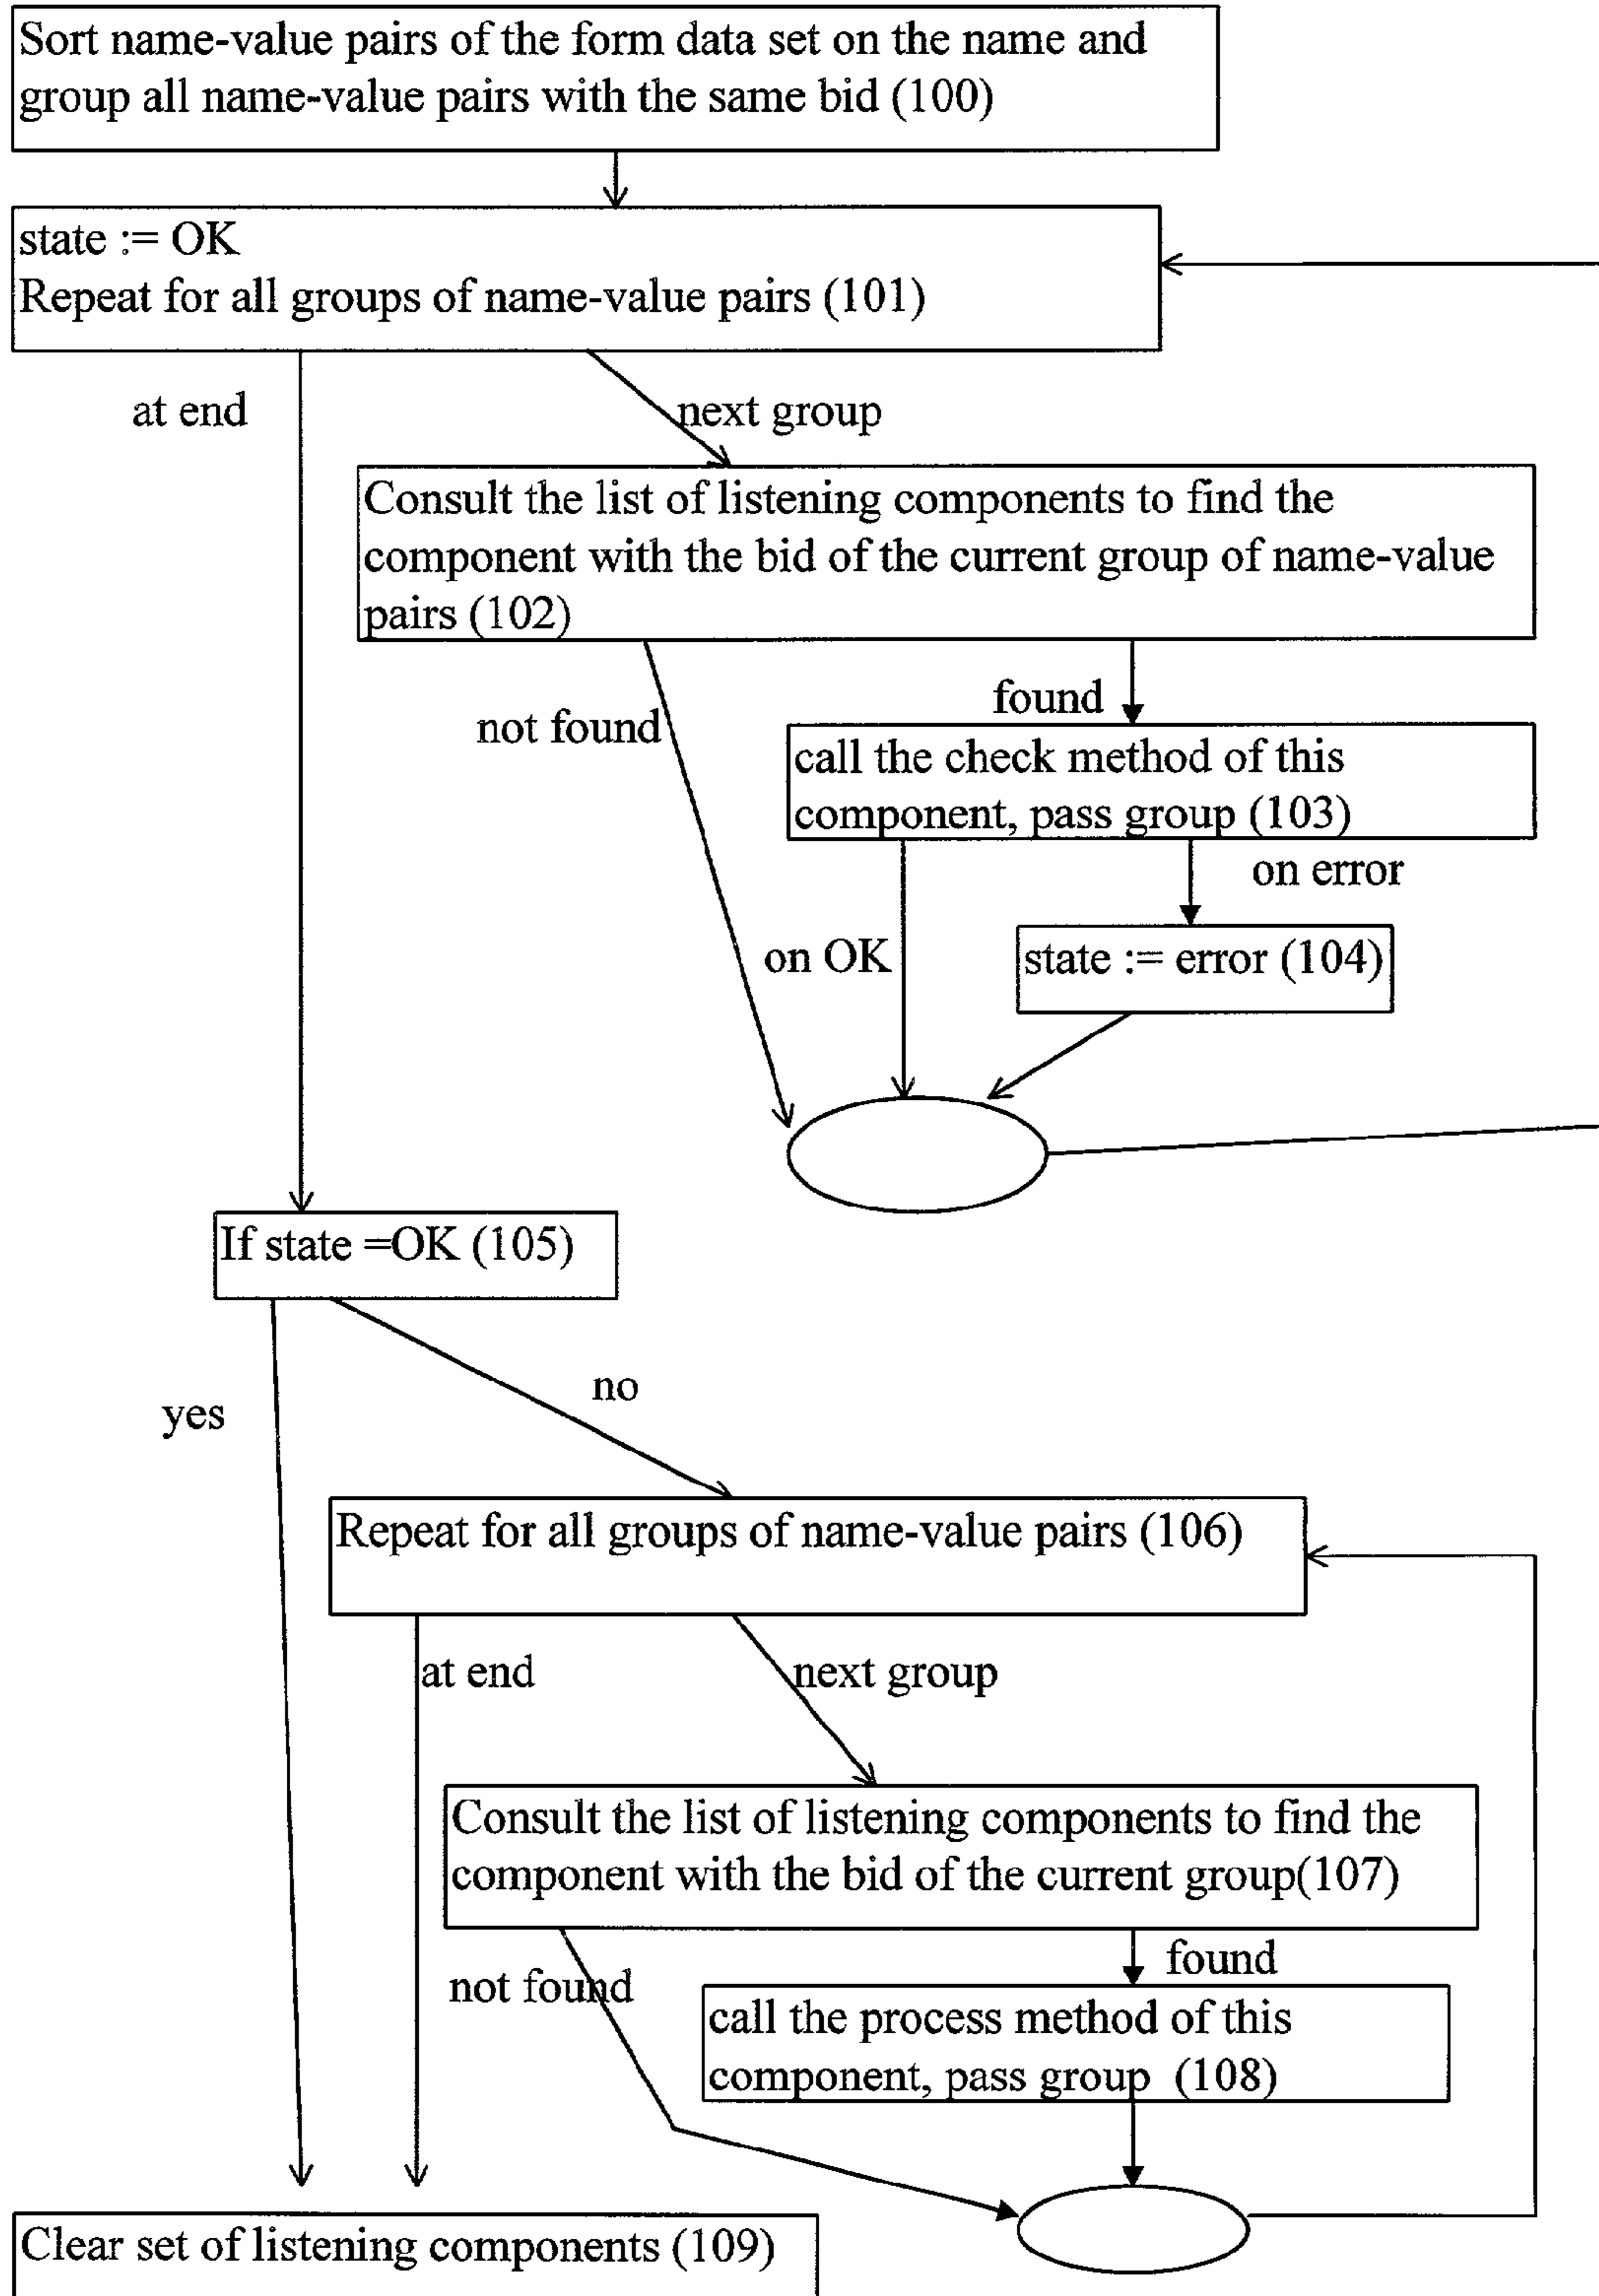 Sort name-value pairs of the form data set on the name and
group all name-value pairs with the same bid (100)
state := OK
Repeat for all groups of name-value pairs (101)
at end
next group
Consult the list of listening components to find the
component with the bid of the current group of name-value
pairs (102)
not found
found
call the check method of this
component, pass group (103)
on error
on OK
state := error (104)
If state =OK (105)
no
yes
Repeat for all groups of name-value pairs (106)
at end
next group
Consult the list of listening components to find the
component with the bid of the current group(107)
not found
found
call the process method of this
component, pass group (108)
Clear set of listening components (109)